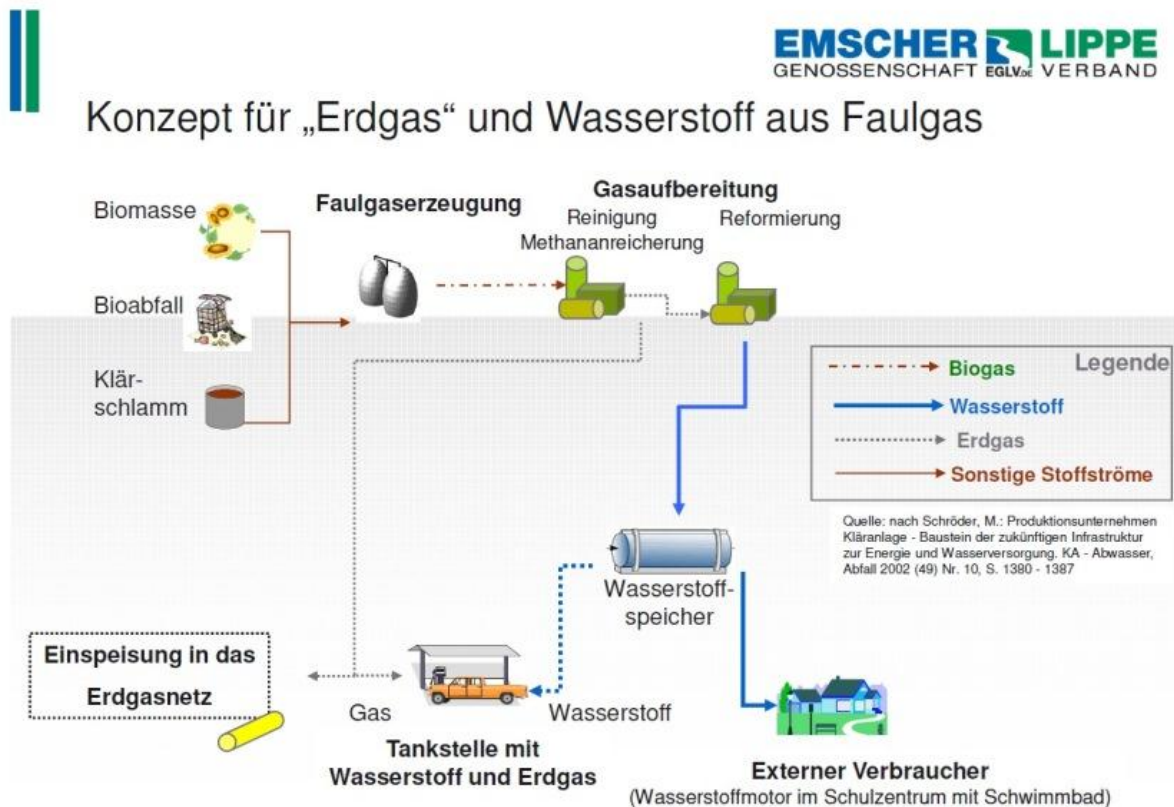 EMSCHER LIPPE
GENOSSENSCHAFT EGLV.DE VERBAND
Konzept für „Erdgas“ und Wasserstoff aus Faulgas
Biomasse
Bioabfall
Klär-
schlamm
Faulgaserzeugung
Gasaufbereitung
Reinigung
Methananreicherung
Reformierung
Legende
Biogas
Wasserstoff
Erdgas
Sonstige Stoffströme
Quelle: nach Schröder, M.: Produktionsunternehmen
Kläranlage - Baustein der zukünftigen Infrastruktur
zur Energie und Wasserversorgung. KA - Abwasser,
Abfall 2002 (49) Nr. 10, S. 1380 - 1387
Wasserstoff-
speicher
Einspeisung in das
Erdgasnetz
Gas
Wasserstoff
Tankstelle mit
Wasserstoff und Erdgas
Externer Verbraucher
(Wasserstoffmotor im Schulzentrum mit Schwimmbad)